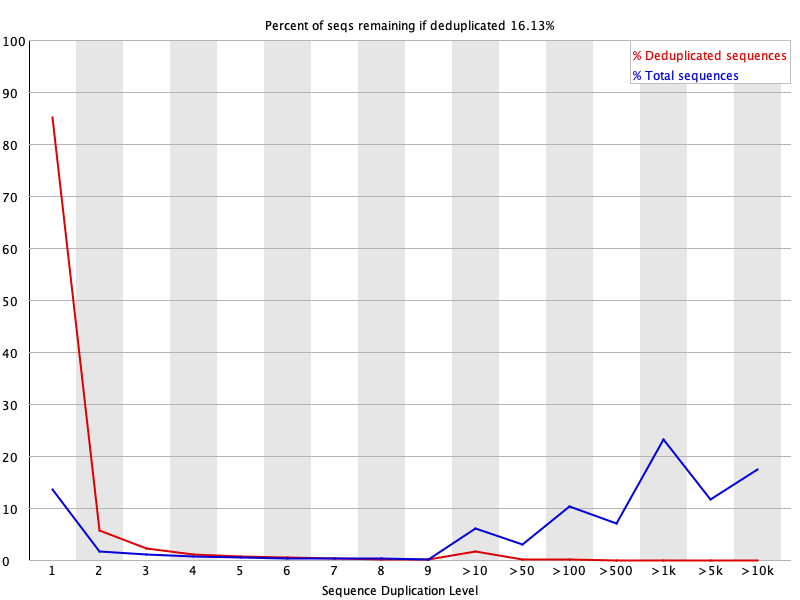 Percent of seqs remaining if deduplicated 16.13%
% Deduplicated sequences
% Total sequences
100
90
80
70
60
50
40
30
20
10
0
1 2 3 4 5 6 7 8 9 >10 >50 >100 >500 >1k >5k >10k
Sequence Duplication Level